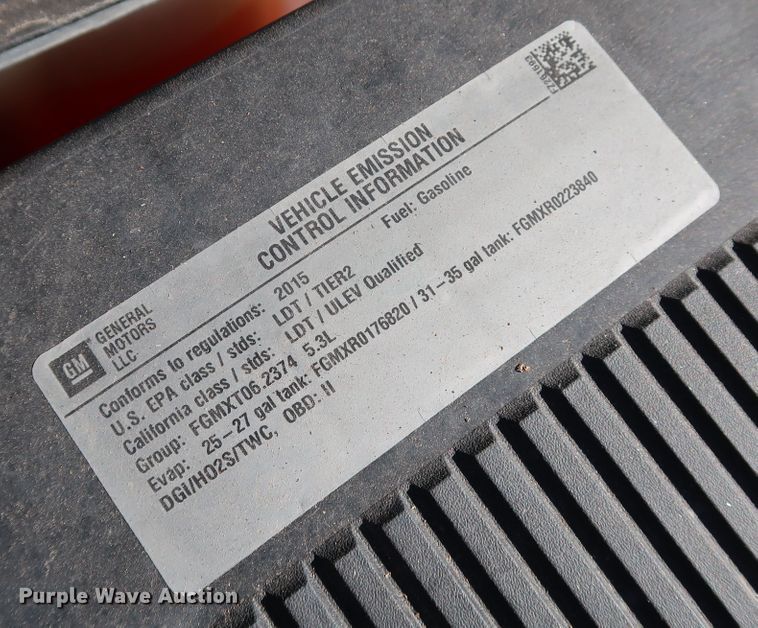 FZZA1693
VEHICLE EMISSION
CONTROL INFORMATION
GM
GENERAL
MOTORS
LLC
Fuel: Gasoline
Conforms to regulations: 2015
U.S. EPA class / stds: LDT / TIER2
California class / stds: LDT / ULEV Qualified
Group: FGMXT06.2374 5.3L
Evap: 25-27 gal tank: FGMXR0176820 / 31-35 gal tank: FGMXR0223840
DGI/HO2S/TWC, OBD: II
Purple Wave Auction